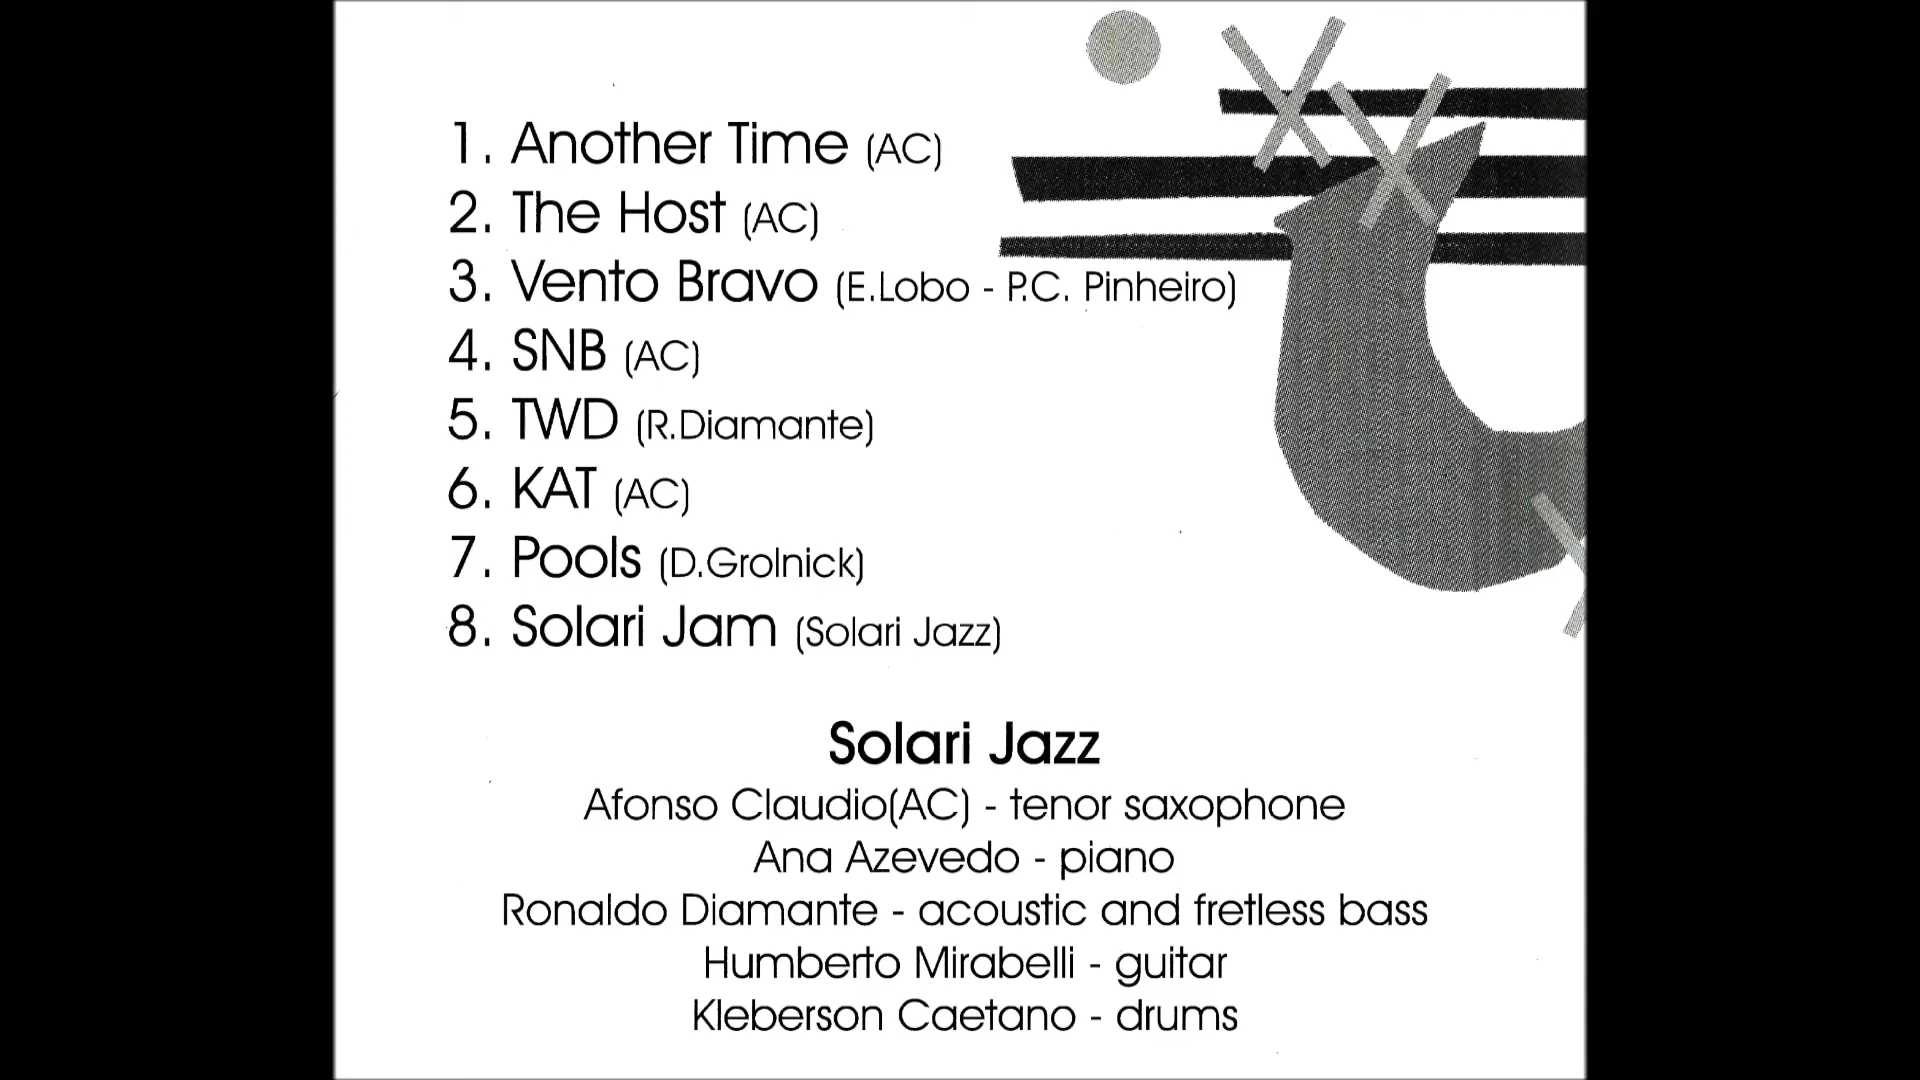 1. Another Time (AC)
2. The Host (AC)
3. Vento Bravo (E.Lobo - P.C. Pinheiro)
4. SNB (AC)
5. TWD (R.Diamante)
6. KAT (AC)
7. Pools (D.Grolnick)
8. Solari Jam (Solari Jazz)
Solari Jazz
Afonso Claudio(AC) - tenor saxophone
Ana Azevedo - piano
Ronaldo Diamante - acoustic and fretless bass
Humberto Mirabelli - guitar
Kleberson Caetano - drums